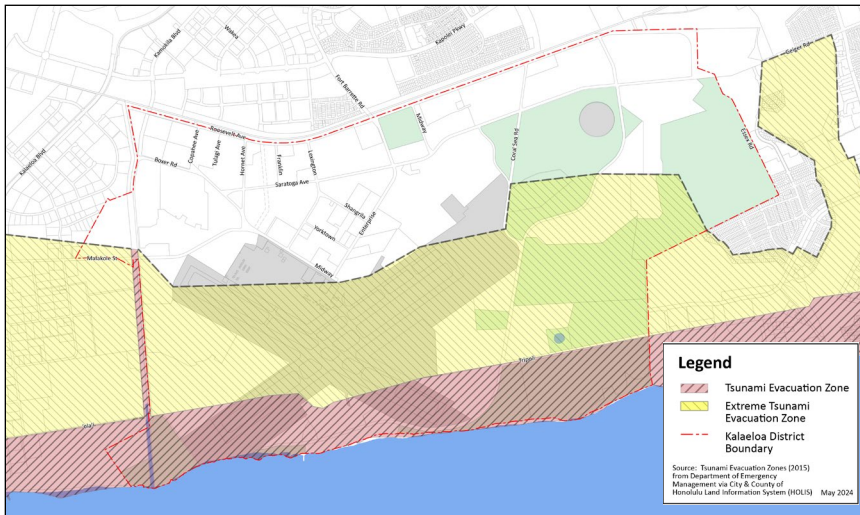 Kamokila Blvd
Wakea
Kapolei Pkwy
Geiger Rd
Fort Barrette Rd
Kalaeloa Blvd
Roosevelt Ave
Midway
Coral Sea Rd
Essex Rd
Boxer Rd
Copahee Ave
Tulagi Ave
Hornet Ave
Franklin
Lexington
Saratoga Ave
Shangrila
Enterprise
Yorktown
Midway
Malakole St
Tripoli
Legend
Tsunami Evacuation Zone
Extreme Tsunami
Evacuation Zone
Kalaeloa District
Boundary
Source: Tsunami Evacuation Zones (2015)
from Department of Emergency
Management via City & County of
Honolulu Land Information System (HOLIS) May 2024